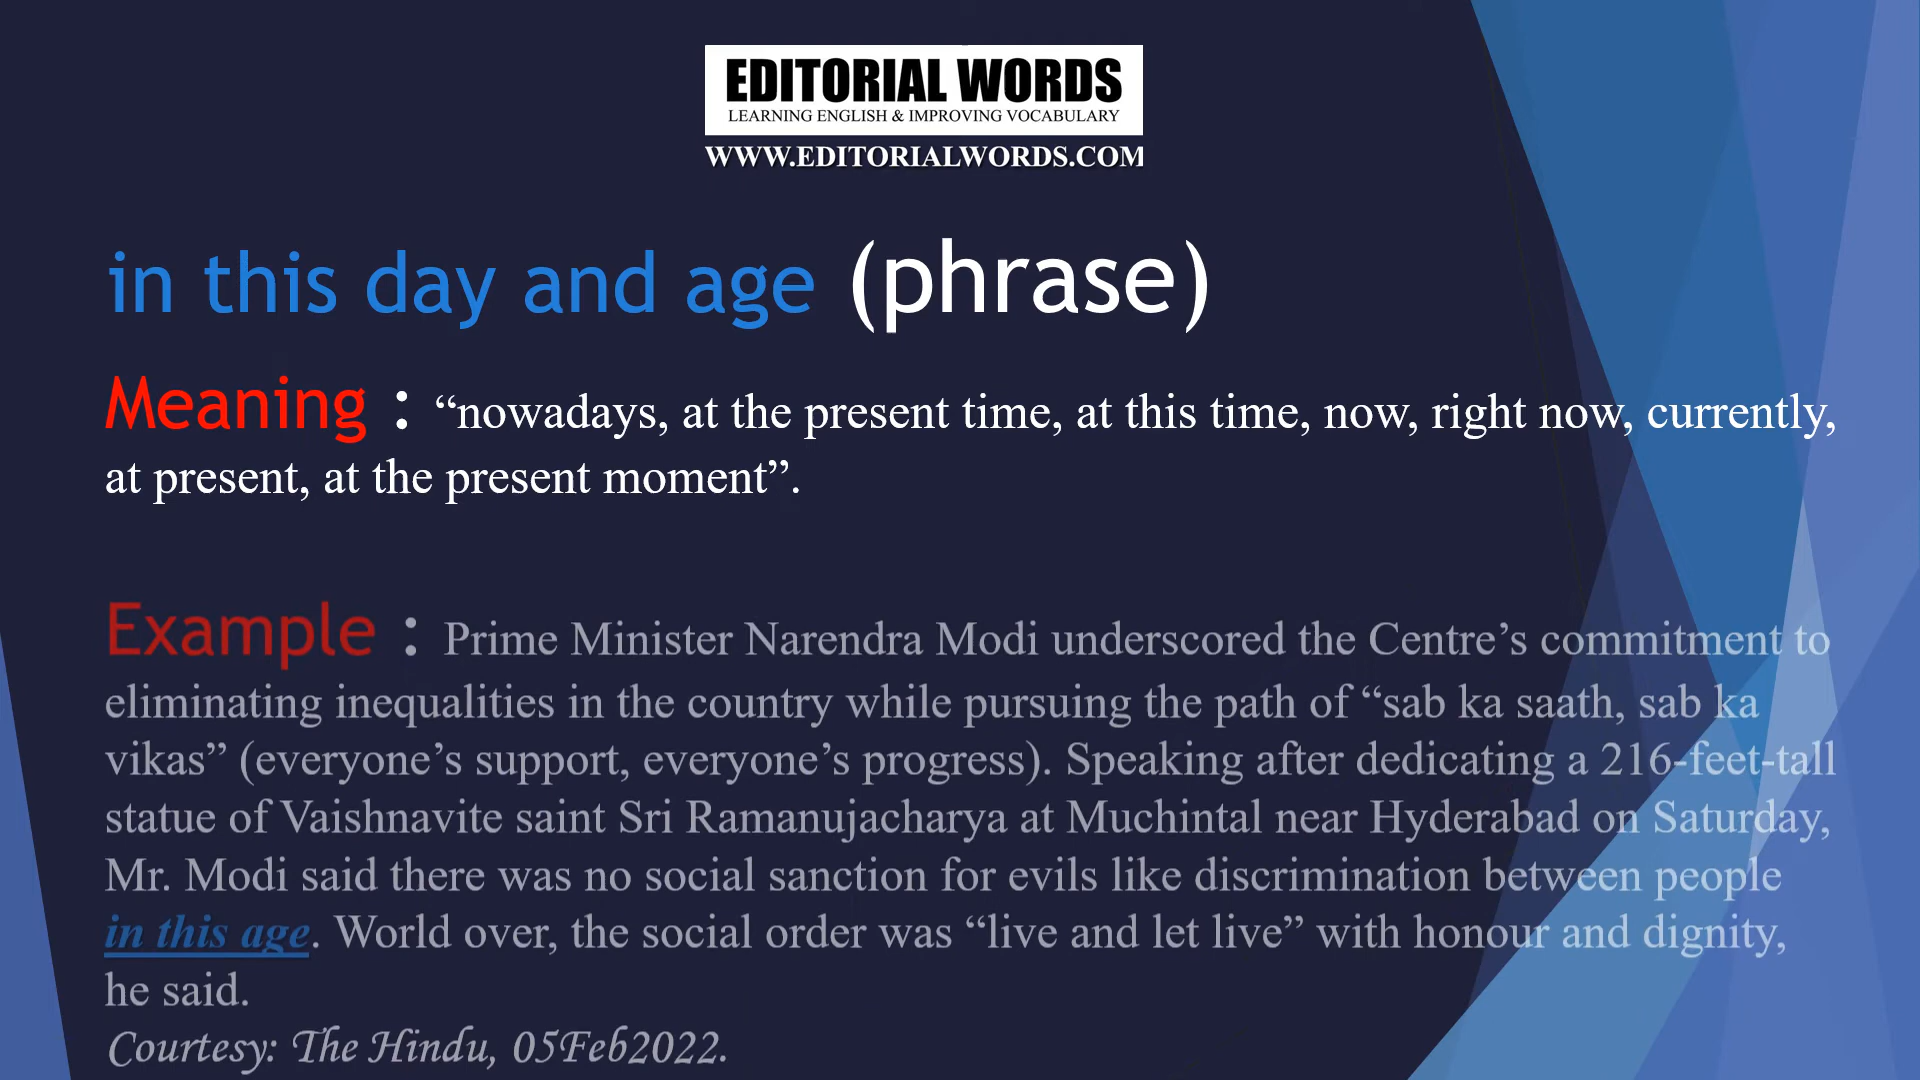 EDITORIAL WORDS
LEARNING ENGLISH & IMPROVING VOCABULARY
WWW.EDITORIALWORDS.COM
in this day and age (phrase)
Meaning : “nowadays, at the present time, at this time, now, right now, currently,
at present, at the present moment”.
Example : Prime Minister Narendra Modi underscored the Centre’s commitment to
eliminating inequalities in the country while pursuing the path of “sab ka saath, sab ka
vikas” (everyone’s support, everyone’s progress). Speaking after dedicating a 216-feet-tall
statue of Vaishnavite saint Sri Ramanujacharya at Muchintal near Hyderabad on Saturday,
Mr. Modi said there was no social sanction for evils like discrimination between people
in this age. World over, the social order was “live and let live” with honour and dignity,
he said.
Courtesy: The Hindu, 05Feb2022.